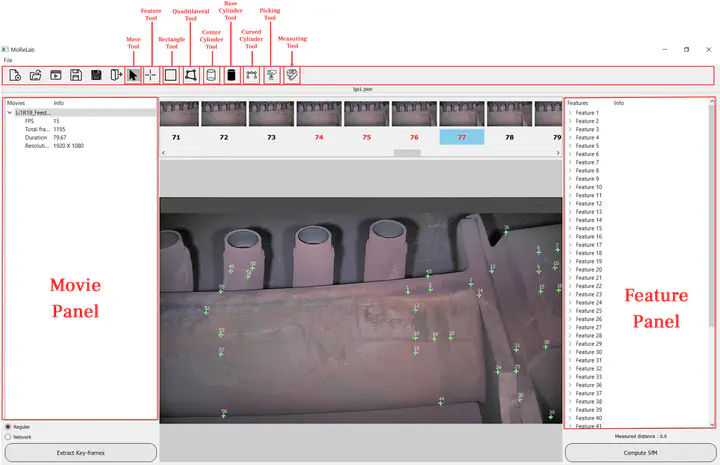 Feature
Tool
Quadtrilateral
Tool
Base
Cylinder
Tool
Picking
Tool
Move
Tool
Rectangle
Tool
Center
Cylinder
Tool
Curved
Cylinder
Tool
Measuring
Tool
MoReLab
File
lgs1.json
Movies Info
Li1R19_Feed...
FPS 15
Total fra... 1195
Duration 79.67
Resoluti... 1920 X 1080
71 72 73 74 75 76 77 78 79
Movie
Panel
Features Info
Feature 1
Feature 2
Feature 3
Feature 4
Feature 5
Feature 6
Feature 7
Feature 8
Feature 9
Feature 10
Feature 11
Feature 12
Feature 13
Feature 14
Feature 15
Feature 16
Feature 17
Feature 18
Feature 19
Feature 20
Feature 21
Feature 22
Feature 23
Feature 24
Feature 25
Feature 26
Feature 27
Feature 28
Feature 29
Feature 30
Feature 31
Feature 32
Feature 33
Feature 36
Feature 37
Feature 38
Feature 39
Feature 40
Feature 41
Feature
Panel
Regular
Network
Extract Key-frames
Measured distance : 0.0
Compute SfM